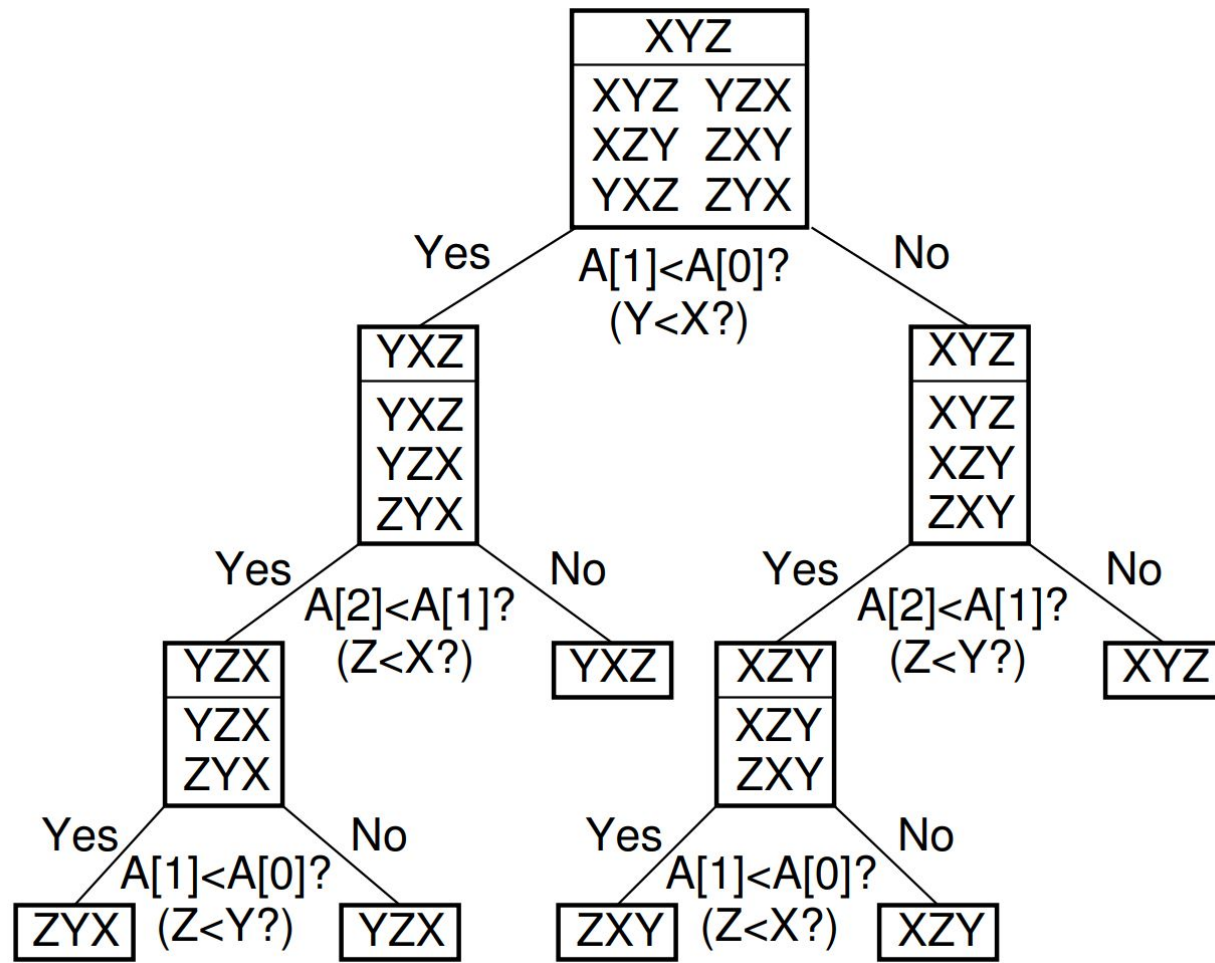 XYZ
XYZ YZX
XZY ZXY
YXZ ZYX
Yes
A[1]<A[0]?
(Y<X?)
No
YXZ
YXZ
YZX
ZYX
XYZ
XYZ
XZY
ZXY
Yes
A[2]<A[1]?
(Z<X?)
No
Yes
A[2]<A[1]?
(Z<Y?)
No
YZX
YZX
ZYX
YXZ
XZY
XZY
ZXY
XYZ
Yes
A[1]<A[0]?
(Z<Y?)
No
Yes
A[1]<A[0]?
(Z<X?)
No
ZYX
YZX
ZXY
XZY